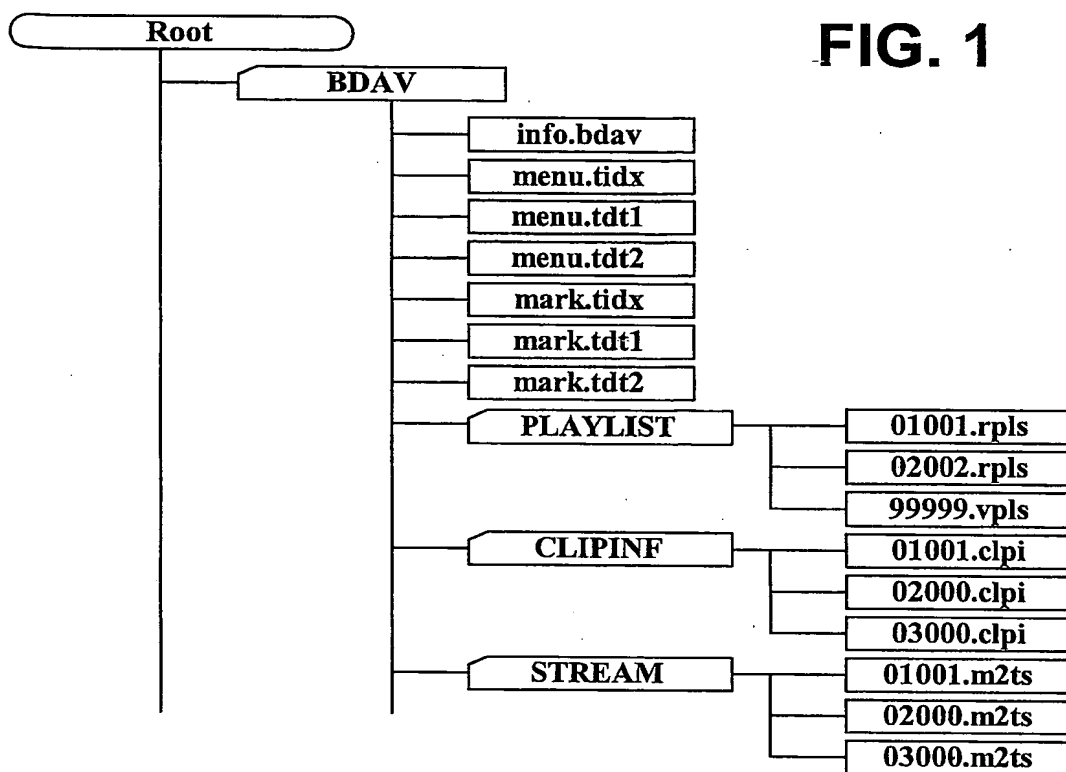 Root
FIG. 1
BDAV
info.bdav
menu.tidx
menu.tdt1
menu.tdt2
mark.tidx
mark.tdt1
mark.tdt2
PLAYLIST
01001.rpls
02002.rpls
99999.vpls
CLIPINF
01001.clpi
02000.clpi
03000.clpi
STREAM
01001.m2ts
02000.m2ts
03000.m2ts